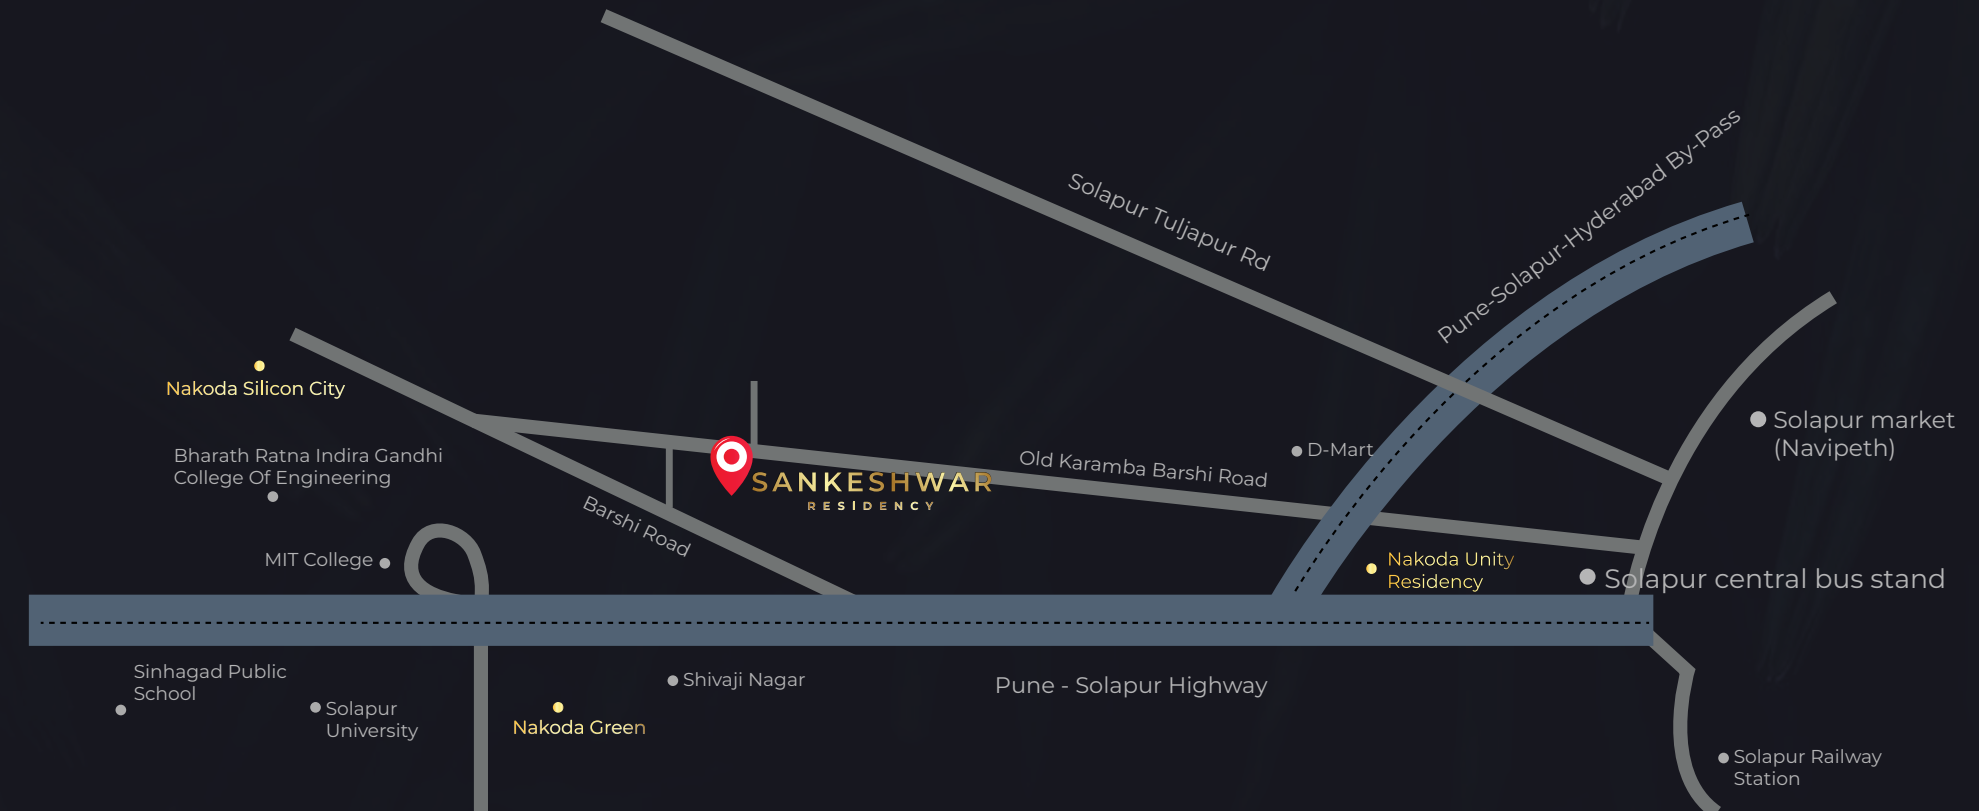 Solapur Tuljapur Rd
Pune-Solapur-Hyderabad By-Pass
Nakoda Silicon City
Bharath Ratna Indira Gandhi
College Of Engineering
MIT College
Barshi Road
SANKESHWAR
RESIDENCY
Old Karamba Barshi Road
D-Mart
Solapur market
(Navipeth)
Nakoda Unity
Residency
Solapur central bus stand
Sinhagad Public
School
Solapur
University
Nakoda Green
Shivaji Nagar
Pune - Solapur Highway
Solapur Railway
Station